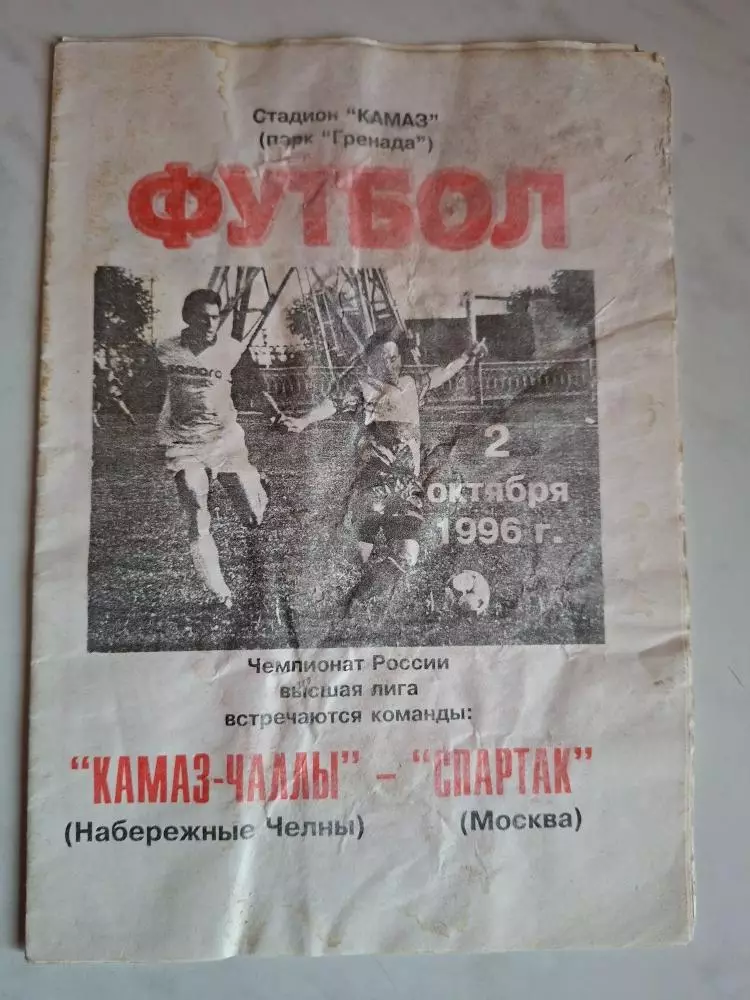 Стадион "КАМАЗ"
(парк "Гренада")
ФУТБОЛ
2
октября
1996 г.
Чемпионат России
высшая лига
встречаются команды:
"КАМАЗ-ЧАЛЛЫ" - "СПАРТАК"
(Набережные Челны) (Москва)